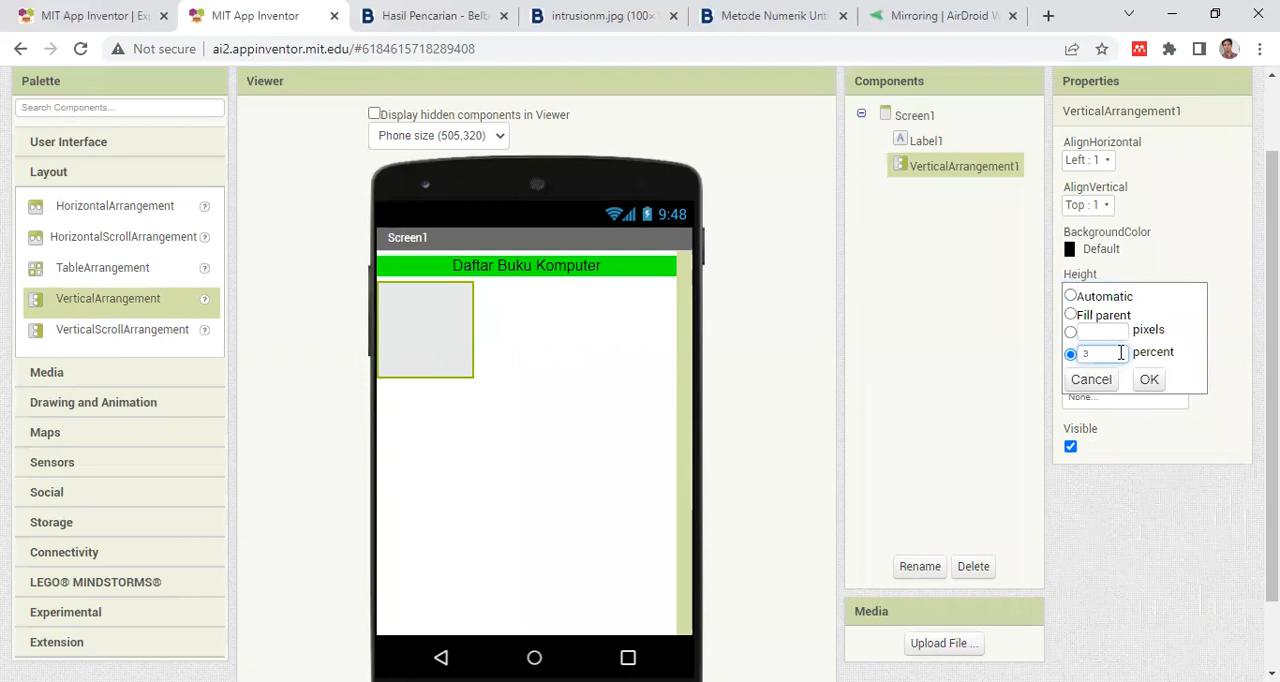 MIT App Inventor | Exp
MIT App Inventor
Hasil Pencarian - Belb
intrusionm.jpg (100×
Metode Numerik Unt
Mirroring | AirDroid W
Not secure
ai2.appinventor.mit.edu/#6184615718289408
Palette
Search Components...
User Interface
Layout
HorizontalArrangement
HorizontalScrollArrangement
TableArrangement
VerticalArrangement
VerticalScrollArrangement
Media
Drawing and Animation
Maps
Sensors
Social
Storage
Connectivity
LEGO® MINDSTORMS®
Experimental
Extension
Viewer
Display hidden components in Viewer
Phone size (505,320)
9:48
Screen1
Daftar Buku Komputer
Components
Screen1
Label1
VerticalArrangement1
Rename
Delete
Media
Upload File ...
Properties
VerticalArrangement1
AlignHorizontal
Left : 1
AlignVertical
Top : 1
BackgroundColor
Default
Height
Automatic
Fill parent
pixels
3 percent
Cancel OK
None...
Visible